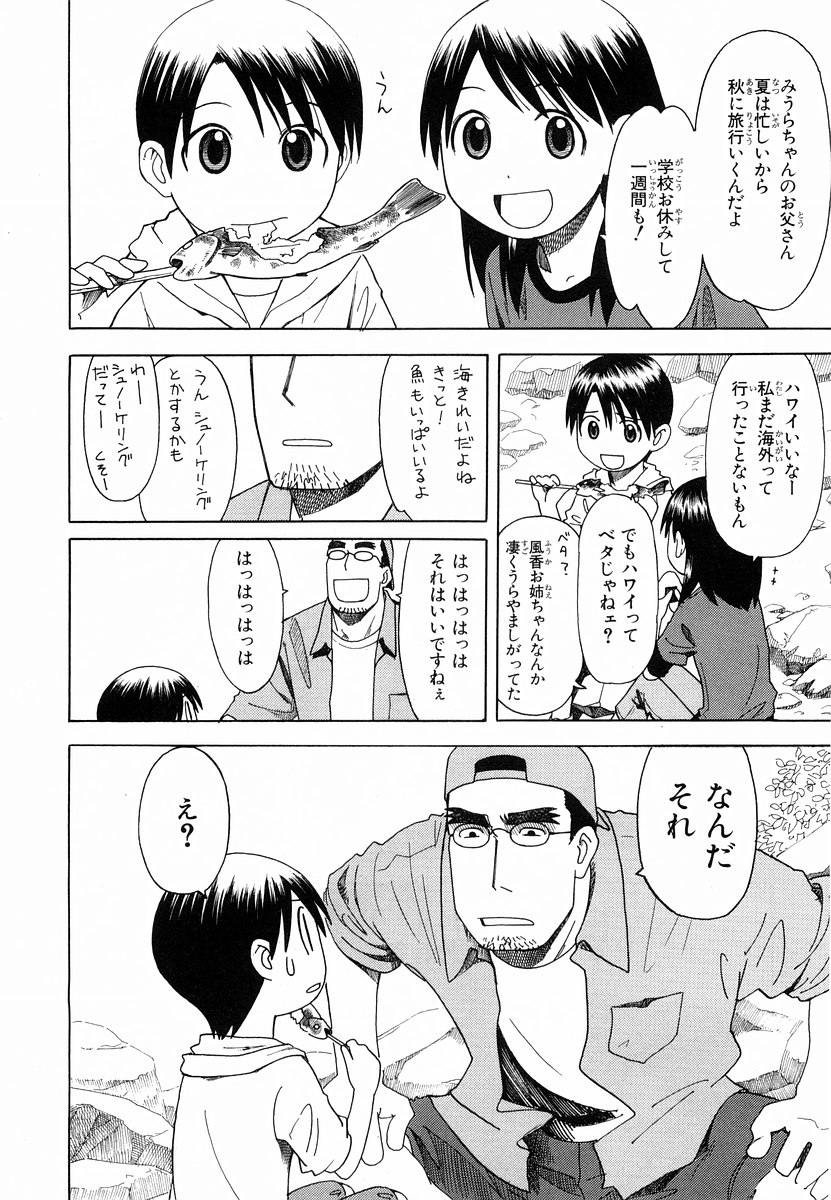 みうらちゃんのお父さん
夏は忙しいから
秋に旅行いくんだよ
学校お休みして
一週間も!
うん
ハワイいいなー
私まだ海外って
行ったことないもん
でもハワイって
ベタじゃねェ?
ベタ?
風香お姉ちゃんなんか
凄くうらやましがってた
海きれいだよね
きっと!
魚もいっぱいいるよ
うん シュノーケリング
とかするかも
わー
シュノーケリング
だってー くそー
はっはっはっは
それはいいですねぇ
はっはっはっは
なんだ
それ
え?